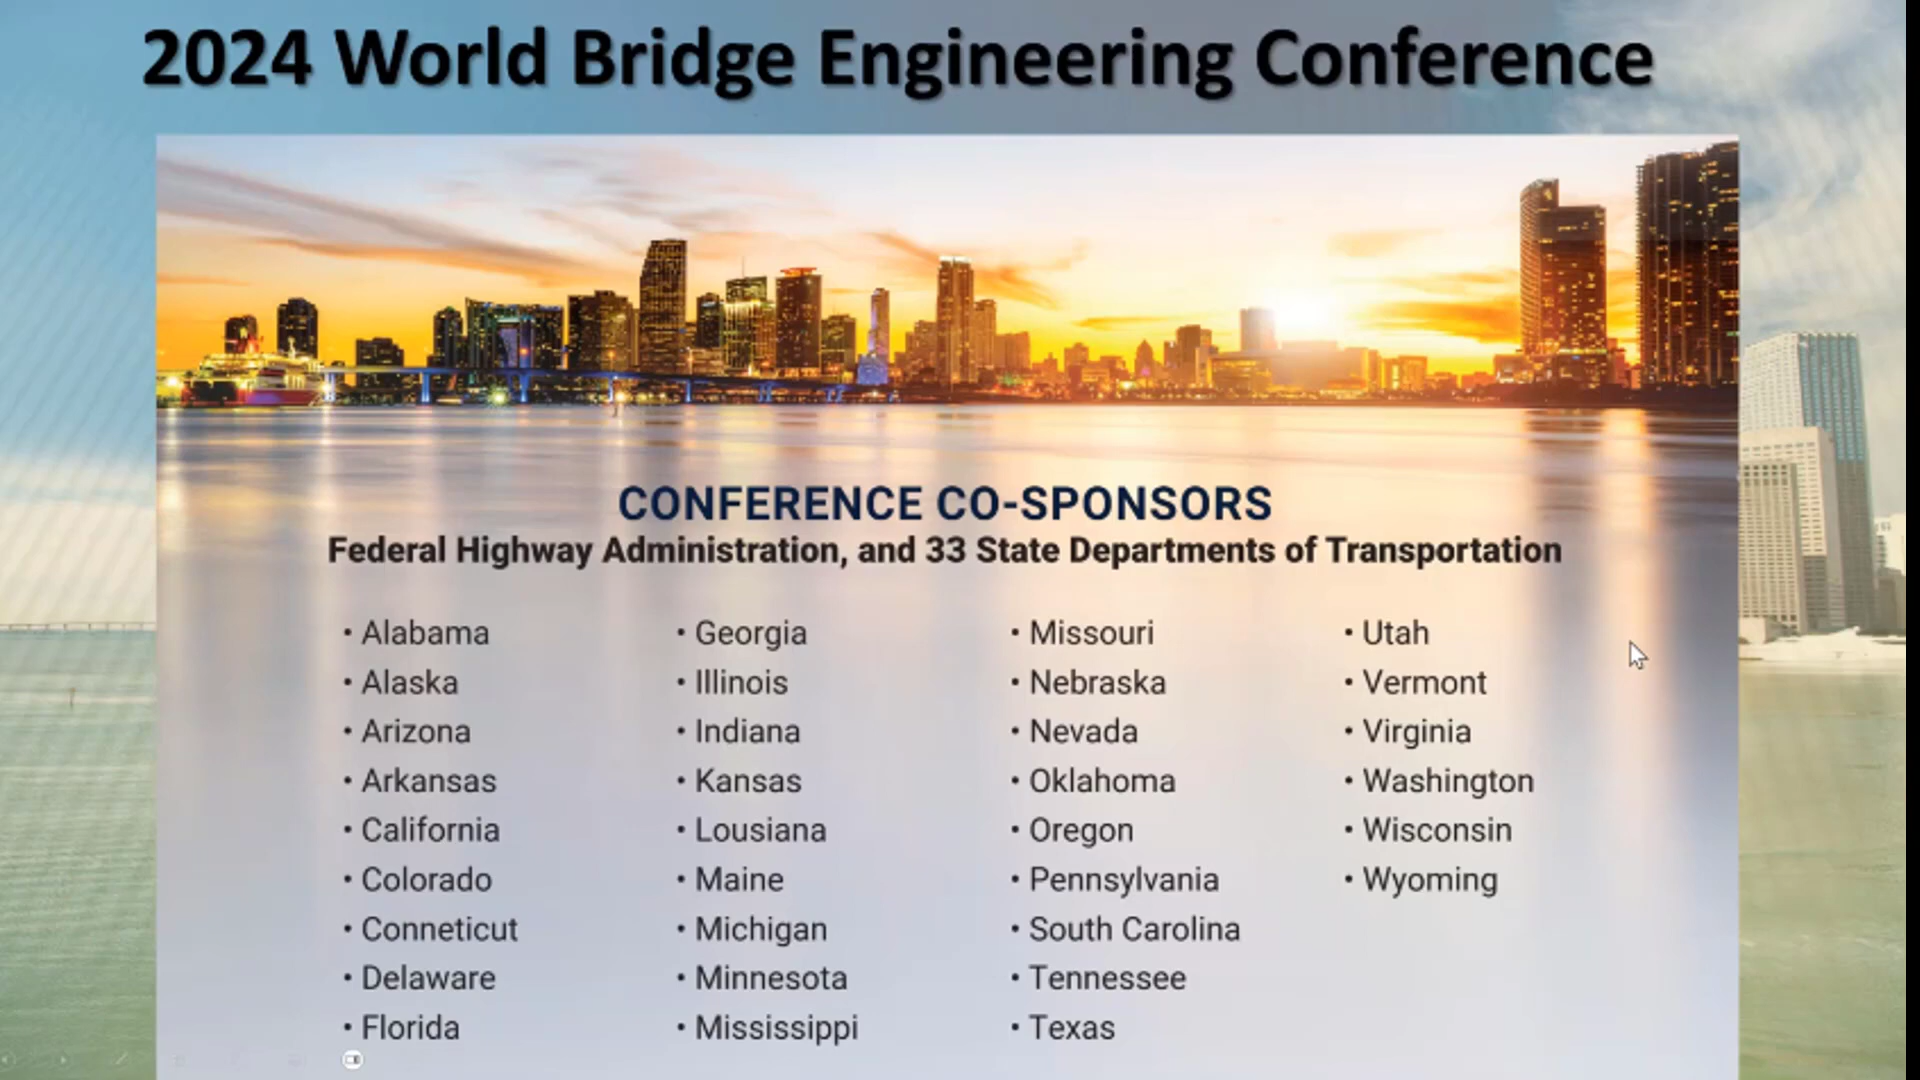 2024 World Bridge Engineering Conference
CONFERENCE CO-SPONSORS
Federal Highway Administration, and 33 State Departments of Transportation
• Alabama
• Alaska
• Arizona
• Arkansas
• California
• Colorado
• Conneticut
• Delaware
• Florida
• Georgia
• Illinois
• Indiana
• Kansas
• Lousiana
• Maine
• Michigan
• Minnesota
• Mississippi
• Missouri
• Nebraska
• Nevada
• Oklahoma
• Oregon
• Pennsylvania
• South Carolina
• Tennessee
• Texas
• Utah
• Vermont
• Virginia
• Washington
• Wisconsin
• Wyoming